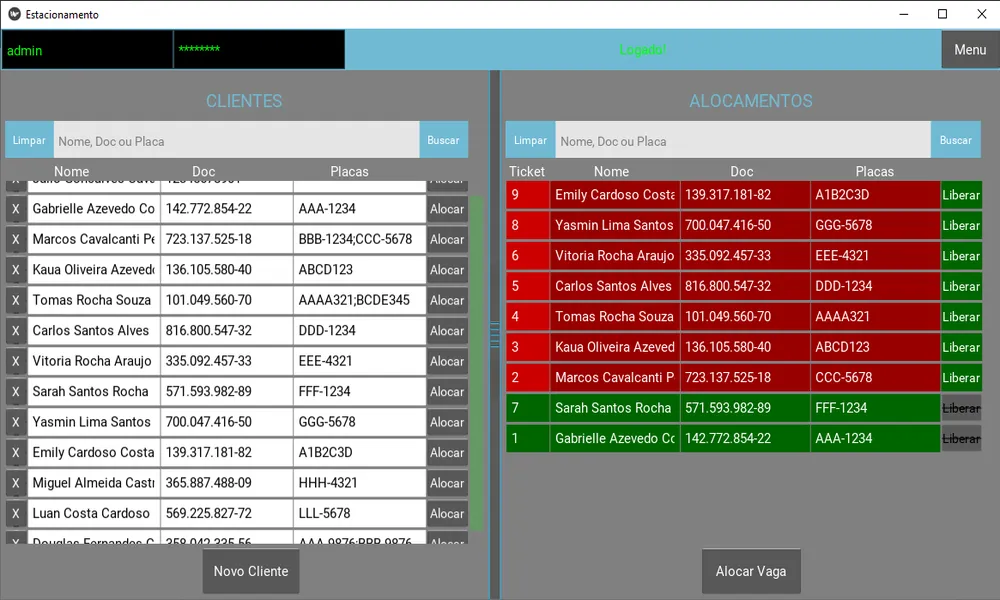 Estacionamento
admin ******** Logado! Menu
CLIENTES
Limpar Nome, Doc ou Placa Buscar
Nome Doc Placas
X Gabrielle Azevedo Co 142.772.854-22 AAA-1234 Alocar
X Marcos Cavalcanti Pe 723.137.525-18 BBB-1234;CCC-5678 Alocar
X Kaua Oliveira Azevedo 136.105.580-40 ABCD123 Alocar
X Tomas Rocha Souza 101.049.560-70 AAAA321;BCDE345 Alocar
X Carlos Santos Alves 816.800.547-32 DDD-1234 Alocar
X Vitoria Rocha Araujo 335.092.457-33 EEE-4321 Alocar
X Sarah Santos Rocha 571.593.982-89 FFF-1234 Alocar
X Yasmin Lima Santos 700.047.416-50 GGG-5678 Alocar
X Emily Cardoso Costa 139.317.181-82 A1B2C3D Alocar
X Miguel Almeida Castr 365.887.488-09 HHH-4321 Alocar
X Luan Costa Cardoso 569.225.827-72 LLL-5678 Alocar
X Douglas Fernandes C 358.042.335-56 AAA-9876;BBB-9876 Alocar
Novo Cliente
ALOCAMENTOS
Limpar Nome, Doc ou Placa Buscar
Ticket Nome Doc Placas
9 Emily Cardoso Costa 139.317.181-82 A1B2C3D Liberar
8 Yasmin Lima Santos 700.047.416-50 GGG-5678 Liberar
6 Vitoria Rocha Araujo 335.092.457-33 EEE-4321 Liberar
5 Carlos Santos Alves 816.800.547-32 DDD-1234 Liberar
4 Tomas Rocha Souza 101.049.560-70 AAAA321 Liberar
3 Kaua Oliveira Azeved 136.105.580-40 ABCD123 Liberar
2 Marcos Cavalcanti P 723.137.525-18 CCC-5678 Liberar
7 Sarah Santos Rocha 571.593.982-89 FFF-1234 Liberar
1 Gabrielle Azevedo Co 142.772.854-22 AAA-1234 Liberar
Alocar Vaga